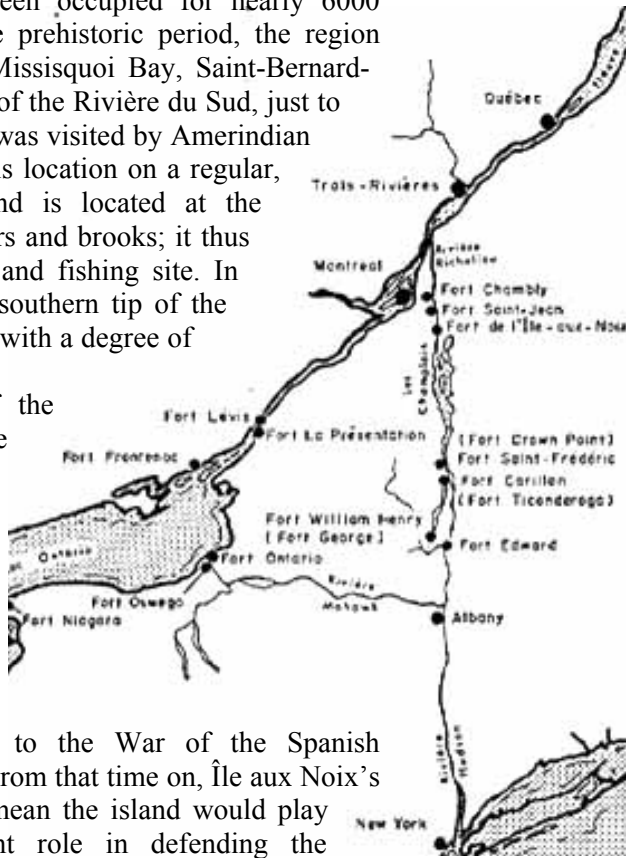 een occupied for nearly 6000
e prehistoric period, the region
Missisquoi Bay, Saint-Bernard-
of the Rivière du Sud, just to
was visited by Amerindian
is location on a regular,
nd is located at the
rs and brooks; it thus
and fishing site. In
southern tip of the
with a degree of
f the
e
to the War of the Spanish
rom that time on, Île aux Noix's
mean the island would play
nt role in defending the
Fleuve
Québec
Trois-Rivières
Rivière
Richelieu
Montréal
Fort Chambly
Fort Saint-Jean
Fort de l'Île-aux-Noix
Lac
Champlain
Fort Lévis
Fort La Présentation
(Fort Crown Point)
Fort Saint-Frédéric
Fort Frontenac
Fort Carillon
(Fort Ticonderoga)
Fort William Henry
(Fort George)
Fort Edward
Ontario
Fort Ontario
Fort Oswego
Rivière
Mohawk
Fort Niagara
Albany
Rivière
Hudson
New York